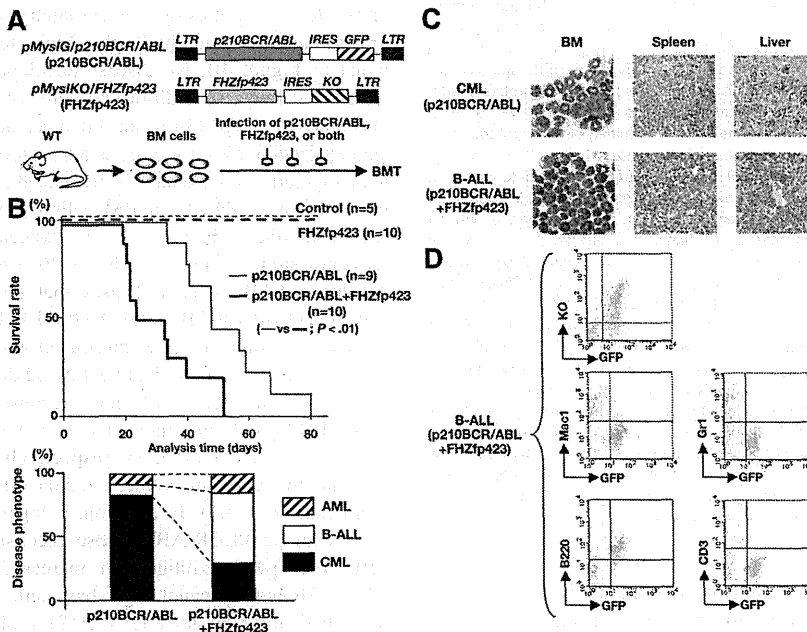 A
LTR p210BCR/ABL IRES GFP LTR
pMysIG/p210BCR/ABL
(p210BCR/ABL)
LTR FHZfp423 IRES KO LTR
pMysIKO/FHZfp423
(FHZfp423)
WT
BM cells
Infection of p210BCR/ABL,
FHZfp423, or both
BMT
B
(%)
100
50
0
Survival rate
Control (n=5)
FHZfp423 (n=10)
p210BCR/ABL (n=9)
p210BCR/ABL+FHZfp423
(n=10)
(— vs — ; P < .01)
0 20 40 60 80
Analysis time (days)
(%)
100
50
0
Disease phenotype
AML
B-ALL
CML
p210BCR/ABL
p210BCR/ABL
+FHZfp423
C
BM Spleen Liver
CML
(p210BCR/ABL)
B-ALL
(p210BCR/ABL
+FHZfp423)
D
B-ALL
(p210BCR/ABL
+FHZfp423)
KO
GFP
Mac1
GFP
Gr1
GFP
B220
GFP
CD3
GFP